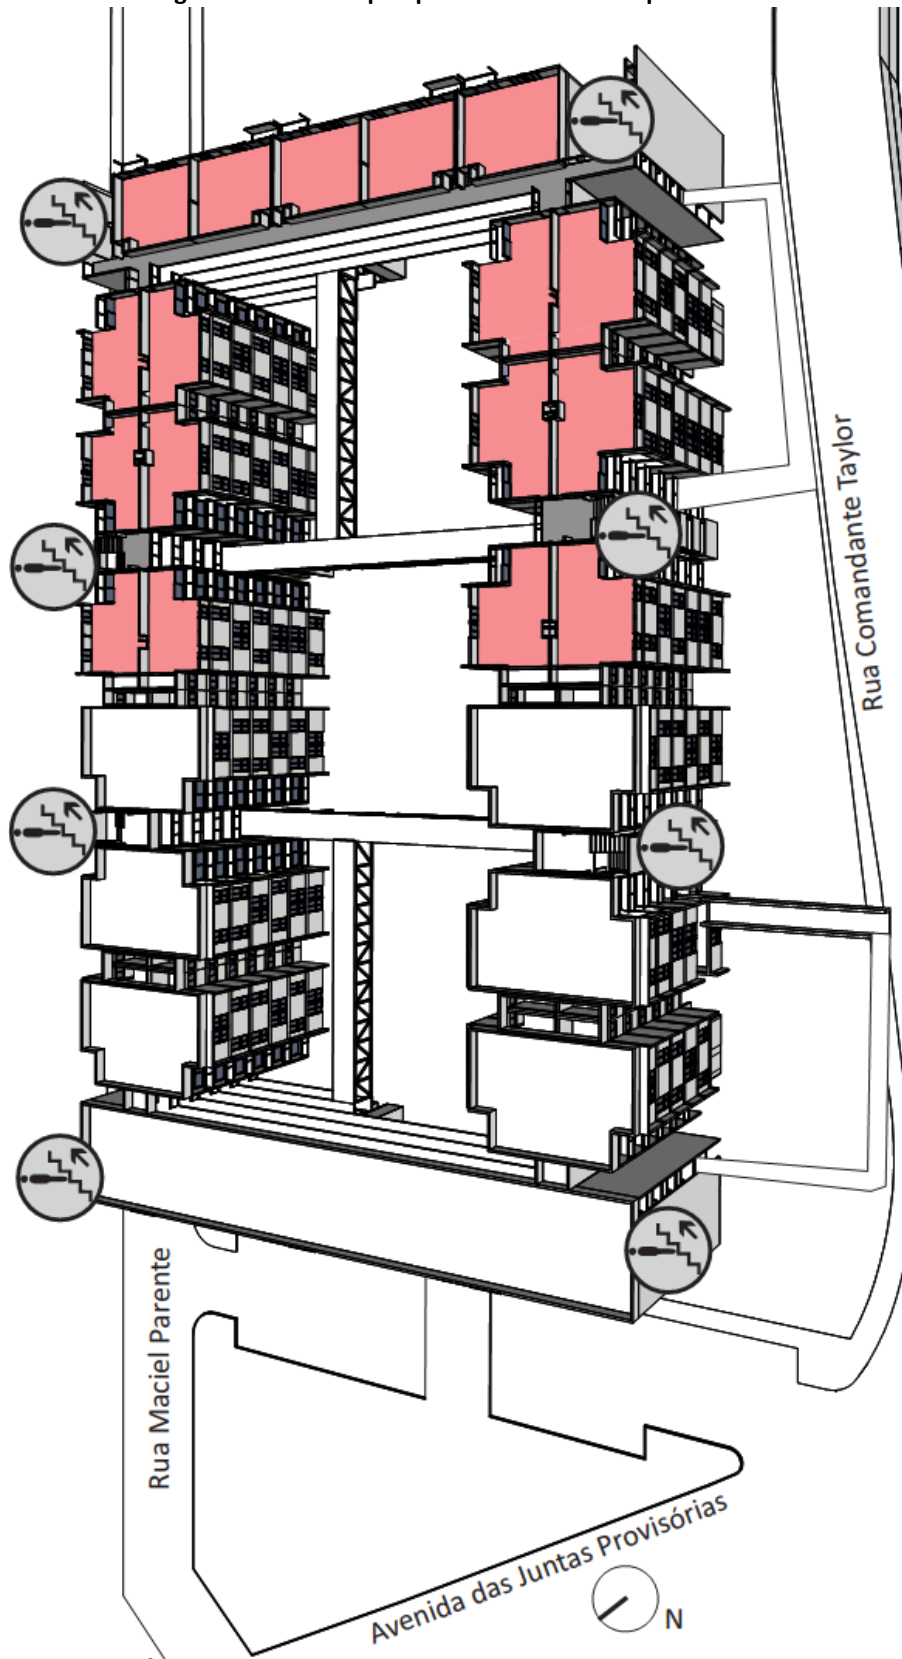 Rua Comandante Taylor
Rua Maciel Parente
Avenida das Juntas Provisórias
N